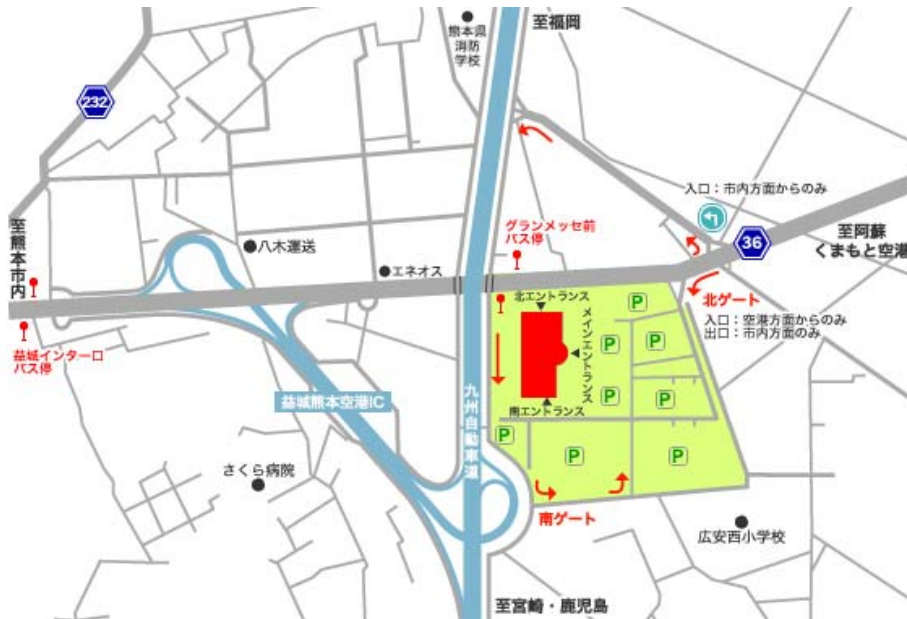 至福岡
熊本県
消防
学校
232
入口：市内方面からのみ
至熊本市内
グランメッセ前
バス停
36
至阿蘇
くまもと空港
八木運送
エネオス
北エントランス
P
北ゲート
入口：空港方面からのみ
出口：市内方面のみ
メインエントランス
P
P
益城インター口
バス停
益城熊本空港IC
九州自動車道
P
P
南エントランス
P
P
P
さくら病院
南ゲート
広安西小学校
至宮崎・鹿児島